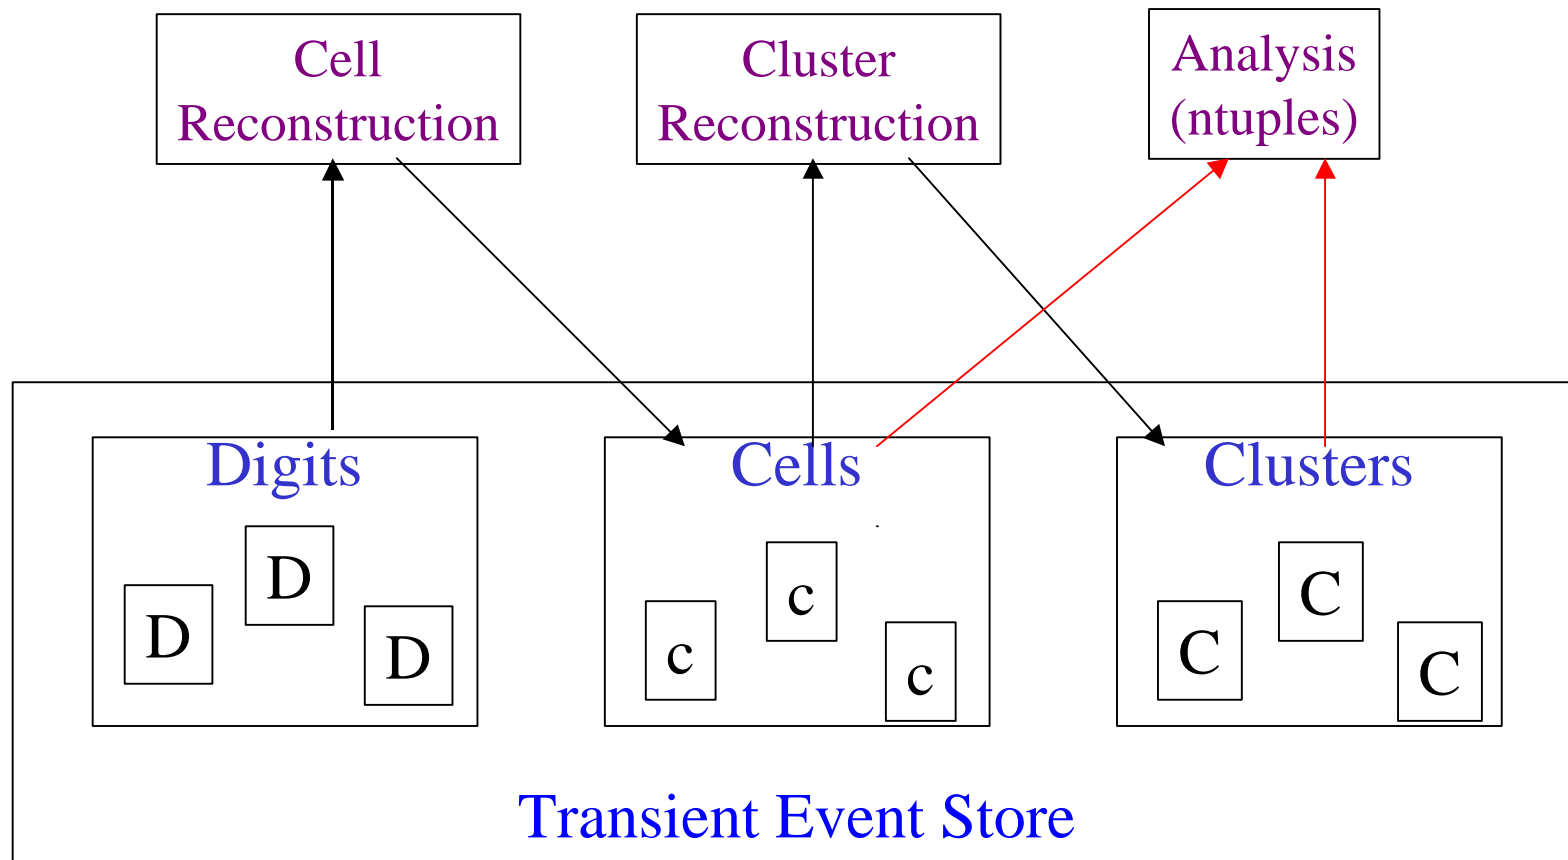 Cell
Reconstruction
Cluster
Reconstruction
Analysis
(ntuples)
Digits
D
D
D
Cells
c
c
c
Clusters
C
C
C
Transient Event Store